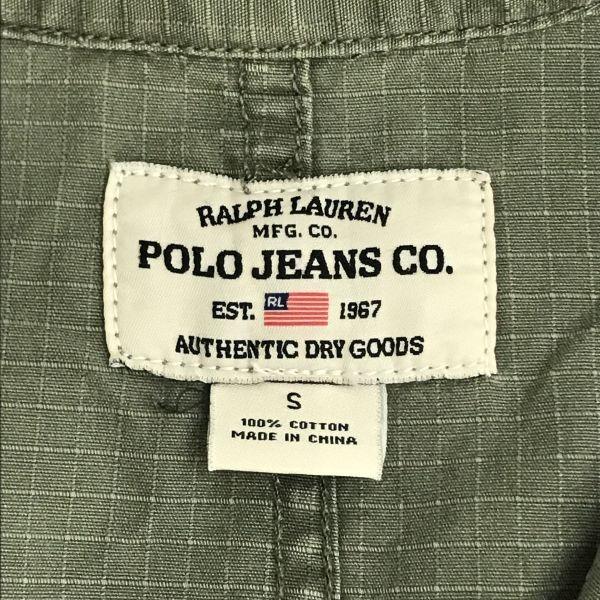 RALPH LAUREN
MFG. CO.
POLO JEANS CO.
EST. RL 1967
AUTHENTIC DRY GOODS
S
100% COTTON
MADE IN CHINA